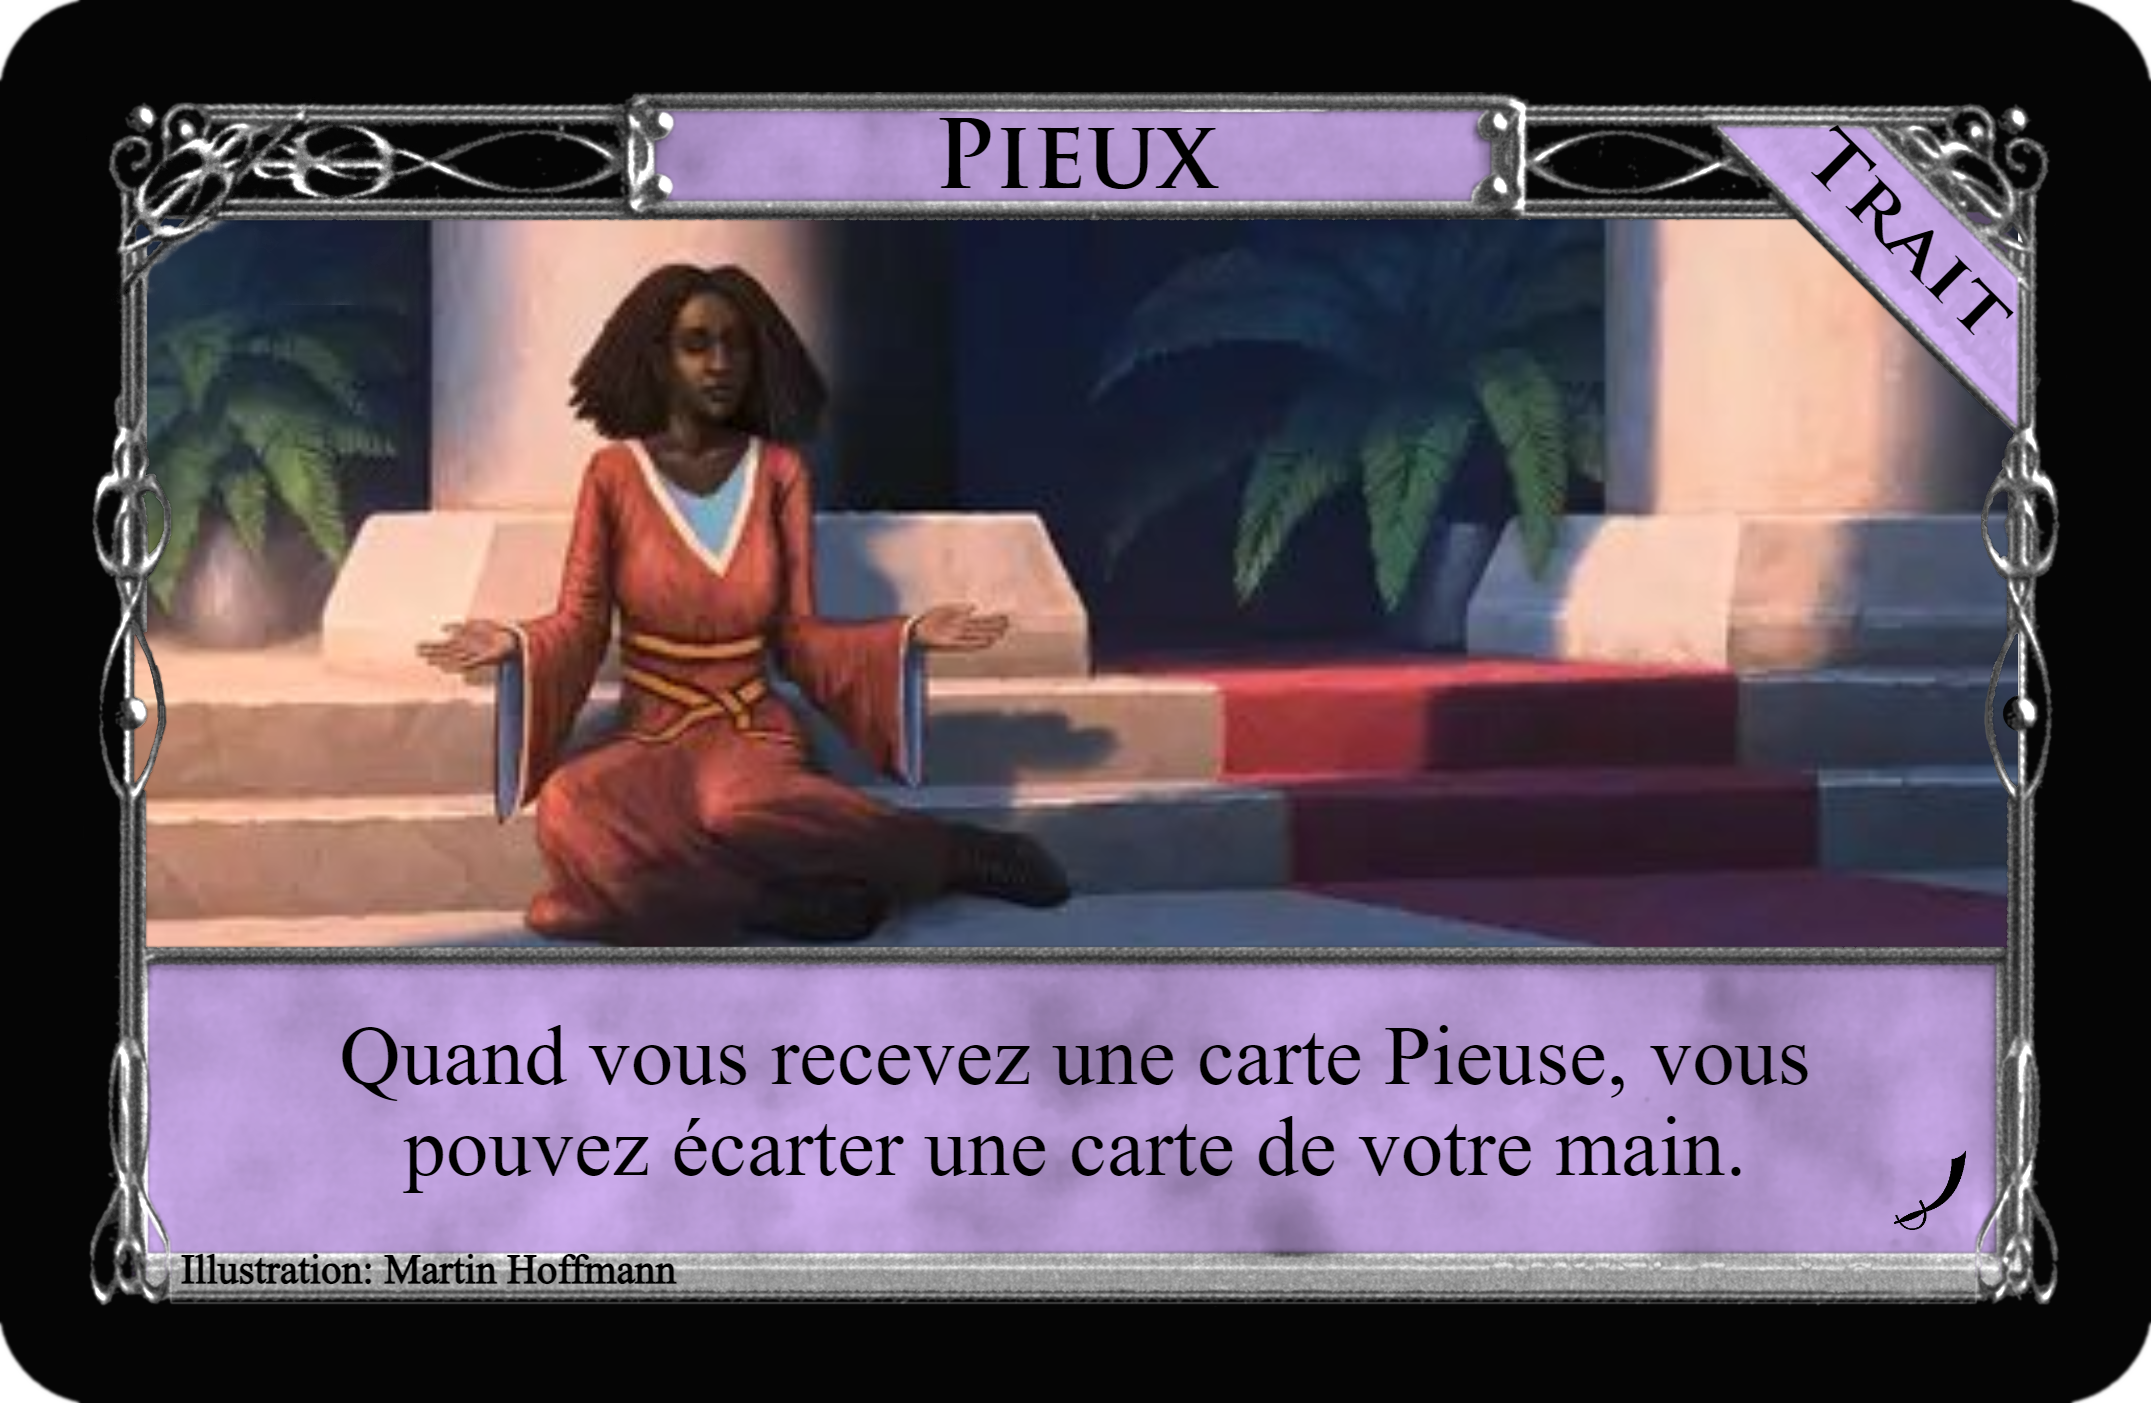 PIEUX
TRAIT
Quand vous recevez une carte Pieuse, vous
pouvez écarter une carte de votre main.
Illustration: Martin Hoffmann